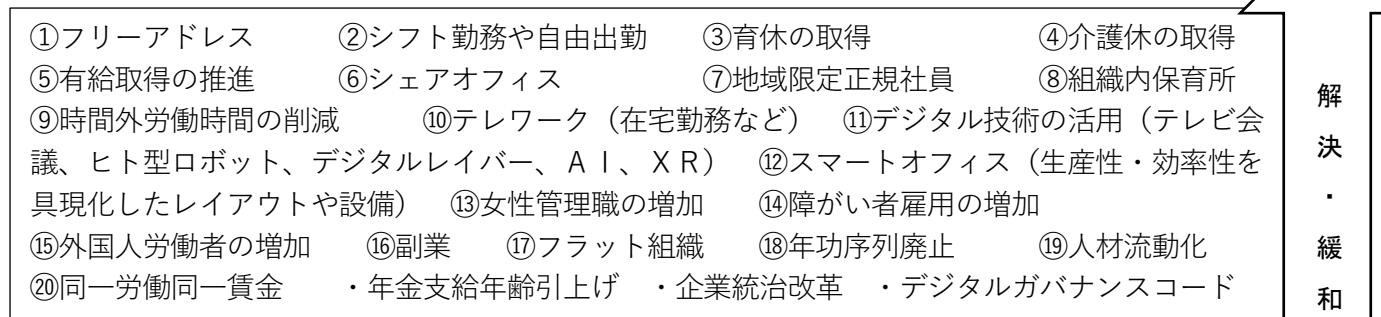 ①フリーアドレス　②シフト勤務や自由出勤　③育休の取得　④介護休の取得
⑤有給取得の推進　⑥シェアオフィス　⑦地域限定正規社員　⑧組織内保育所
⑨時間外労働時間の削減　⑩テレワーク（在宅勤務など）　⑪デジタル技術の活用（テレビ会
議、ヒト型ロボット、デジタルレイバー、ＡＩ、ＸＲ）　⑫スマートオフィス（生産性・効率性を
具現化したレイアウトや設備）　⑬女性管理職の増加　⑭障がい者雇用の増加
⑮外国人労働者の増加　⑯副業　⑰フラット組織　⑱年功序列廃止　⑲人材流動化
⑳同一労働同一賃金　・年金支給年齢引上げ　・企業統治改革　・デジタルガバナンスコード
解決・緩和